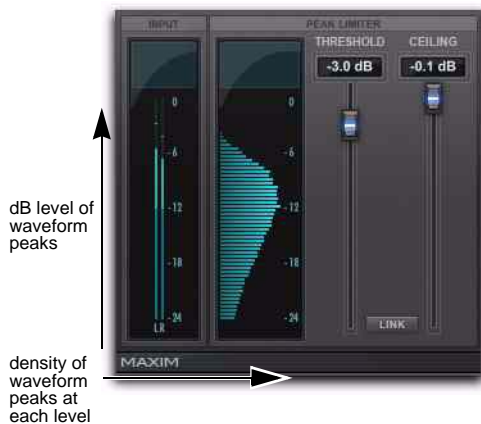 INPUT
PEAK LIMITER
THRESHOLD CEILING
-3.0 dB -0.1 dB
0 0
-6 -6
-12 -12
-18 -18
-24 -24
LR
LINK
MAXIM
dB level of
waveform
peaks
density of
waveform
peaks at
each level